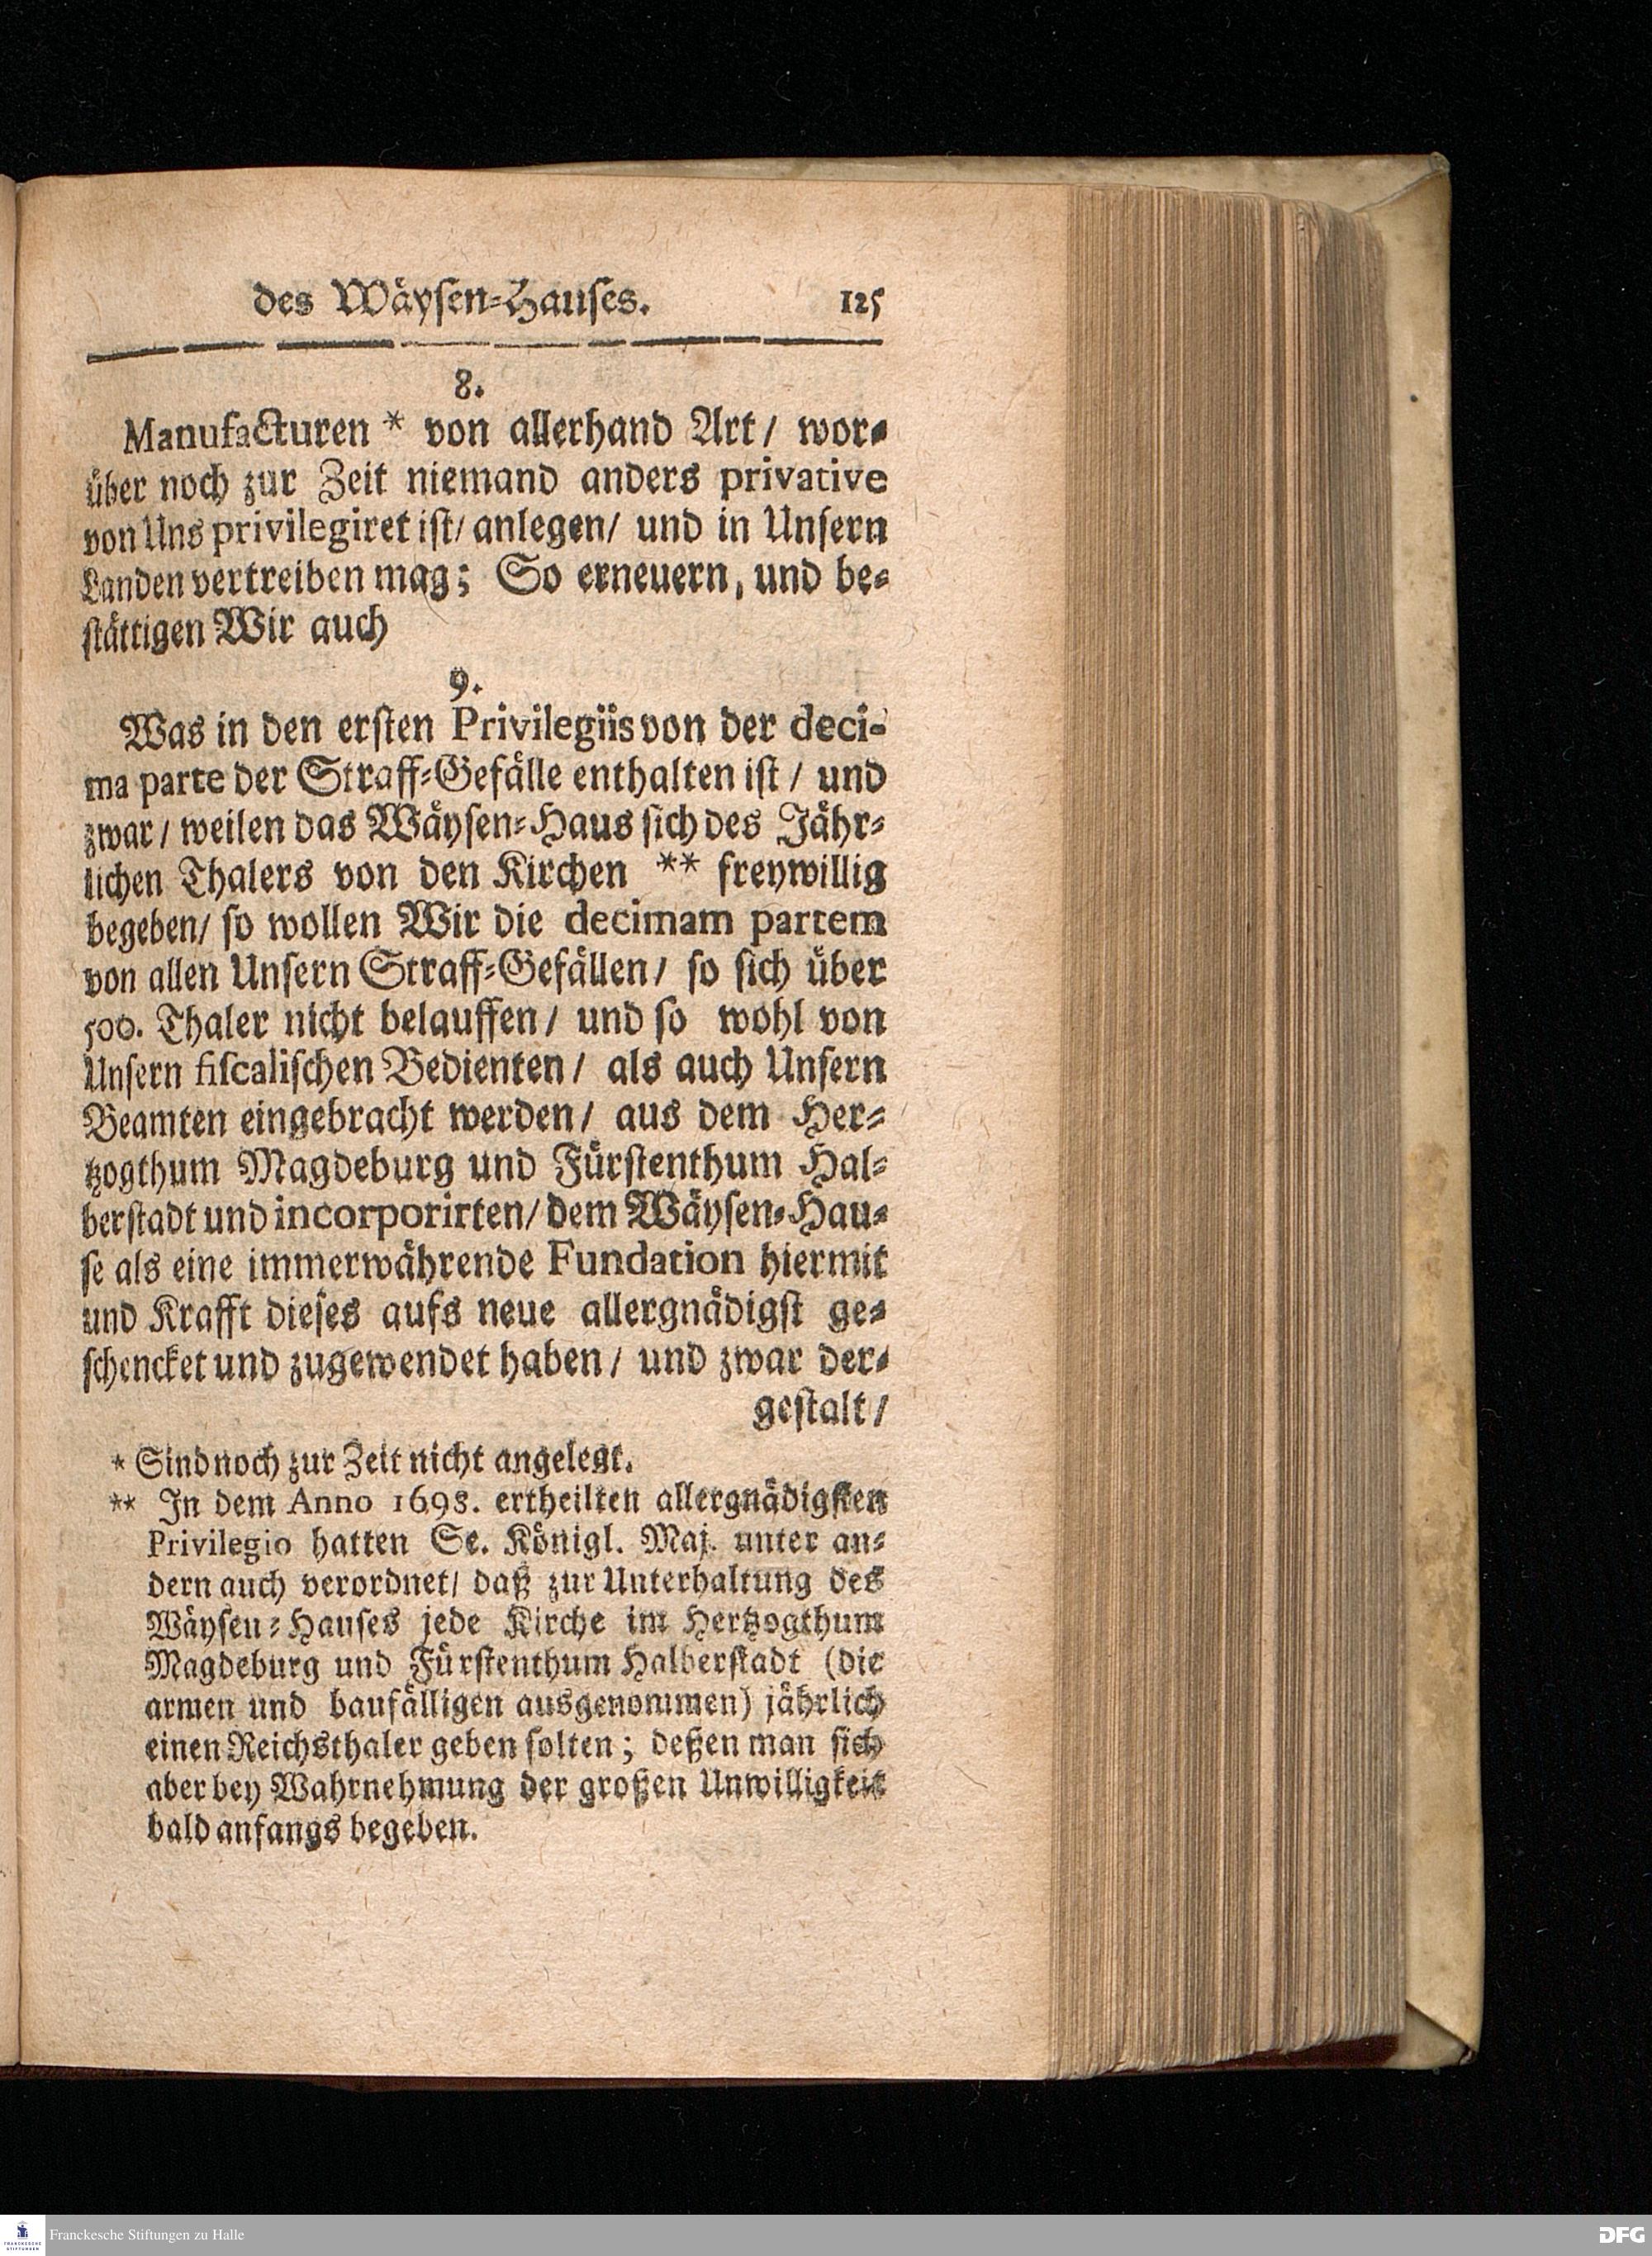 des Wäysen-Hauses. 125
8.
Manufacturen * von allerhand Art / wor-
über noch zur Zeit niemand anders privative
von Uns privilegiret ist / anlegen / und in Unsern
Landen vertreiben mag; So erneuern, und be-
stättigen Wir auch
9.
Was in den ersten Privilegiis von der deci-
ma parte der Straff-Gefälle enthalten ist / und
zwar / weilen das Wäysen-Haus sich des Jähr-
lichen Thalers von den Kirchen ** freywillig
begeben / so wollen Wir die decimam partem
von allen Unsern Straff-Gefällen / so sich über
500. Thaler nicht belauffen / und so wohl von
Unsern fiscalischen Bedienten / als auch Unsern
Beamten eingebracht werden / aus dem Her-
tzogthum Magdeburg und Fürstenthum Hal-
berstadt und incorporirten / dem Wäysen-Hau-
se als eine immerwährende Fundation hiermit
und Krafft dieses aufs neue allergnädigst ge-
schencket und zugewendet haben / und zwar der-
gestalt /
* Sind noch zur Zeit nicht angelegt.
** In dem Anno 1698. ertheilten allergnädigsten
Privilegio hatten Se. Königl. Maj. unter an-
dern auch verordnet / daß zur Unterhaltung des
Wäysen-Hauses jede Kirche im Hertzogthum
Magdeburg und Fürstenthum Halberstadt (die
armen und baufälligen ausgenommen) jährlich
einen Reichsthaler geben solten; deßen man sich
aber bey Wahrnehmung der großen Unwilligkeit
bald anfangs begeben.
FRANCKESCHE
STIFTUNGEN
Franckesche Stiftungen zu Halle
DFG